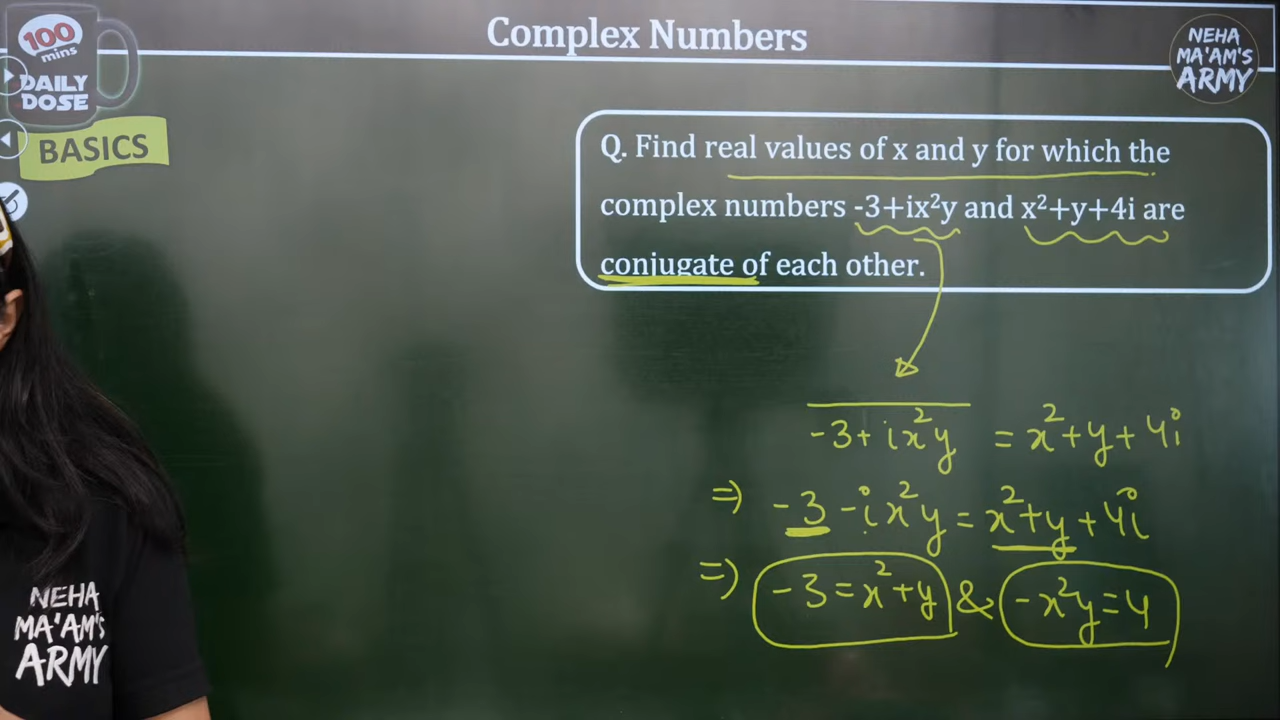 100
mins
DAILY
DOSE
BASICS
Complex Numbers
NEHA
MA'AM'S
ARMY
Q. Find real values of x and y for which the
complex numbers -3+ix²y and x²+y+4i are
conjugate of each other.
-3+ix²y = x²+y+4i
=) -3-ix²y=x²+y+4i
=) -3=x²+y & -x²y=4
NEHA
MA'AM'S
ARMY